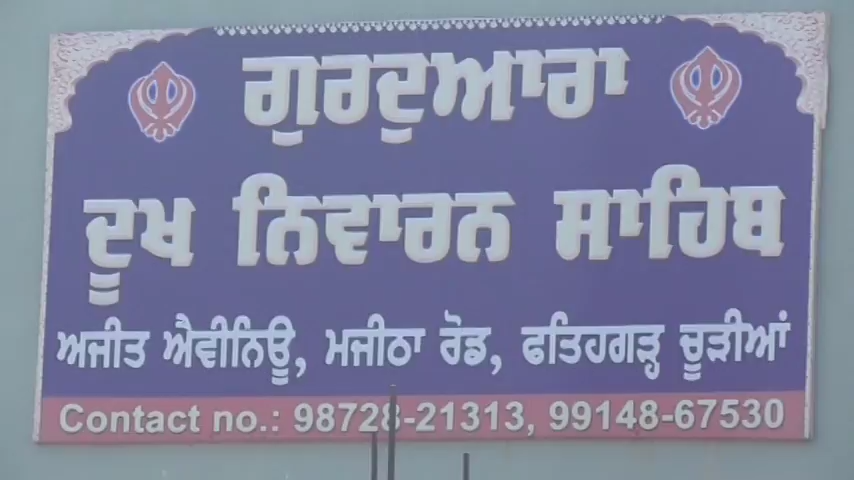 ਗੁਰਦੁਆਰਾ
ਦੂਖ ਨਿਵਾਰਨ ਸਾਹਿਬ
ਅਜੀਤ ਐਵੀਨਿਊ, ਮਜੀਠਾ ਰੋਡ, ਫਤਿਹਗੜ੍ਹ ਚੂੜੀਆਂ
Contact no.: 98728-21313, 99148-67530